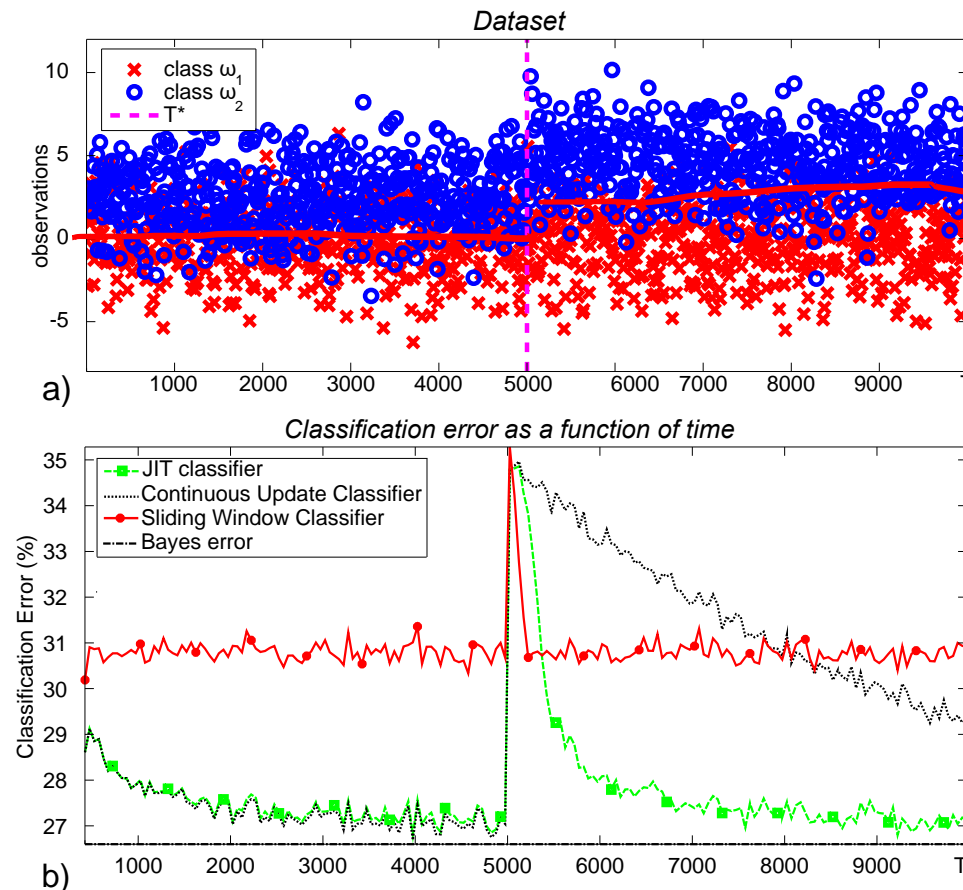 Dataset
10
5
0
-5
observations
class ω1
class ω2
T*
1000 2000 3000 4000 5000 6000 7000 8000 9000
a)
Classification error as a function of time
35
34
33
32
31
30
29
28
27
Classification Error (%)
JIT classifier
Continuous Update Classifier
Sliding Window Classifier
Bayes error
1000 2000 3000 4000 5000 6000 7000 8000 9000 T
b)